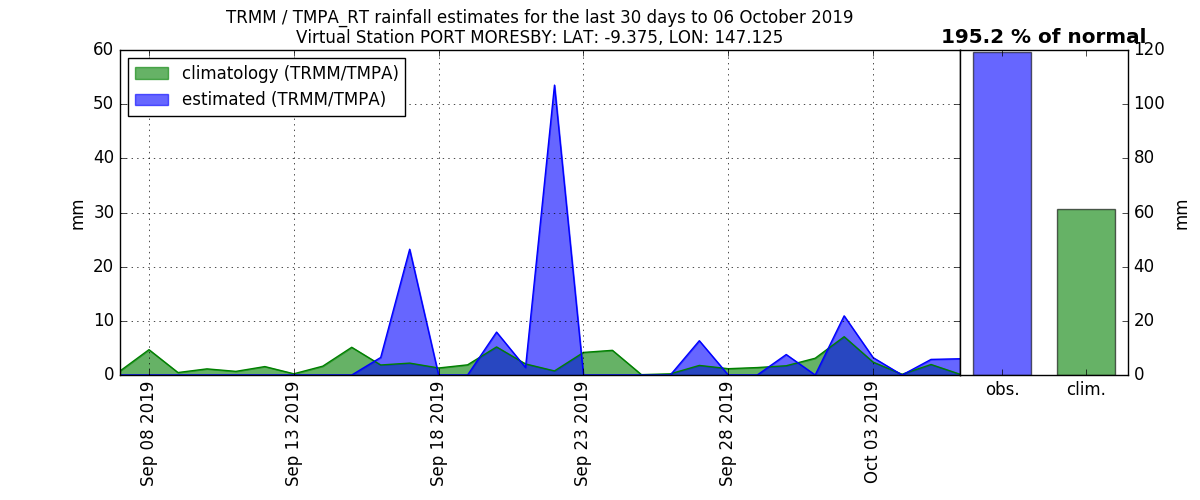 TRMM / TMPA_RT rainfall estimates for the last 30 days to 06 October 2019
Virtual Station PORT MORESBY: LAT: -9.375, LON: 147.125
195.2 % of normal
climatology (TRMM/TMPA)
estimated (TRMM/TMPA)
mm
60
50
40
30
20
10
0
Sep 08 2019
Sep 13 2019
Sep 18 2019
Sep 23 2019
Sep 28 2019
Oct 03 2019
obs.
clim.
120
100
80
60
40
20
0
mm